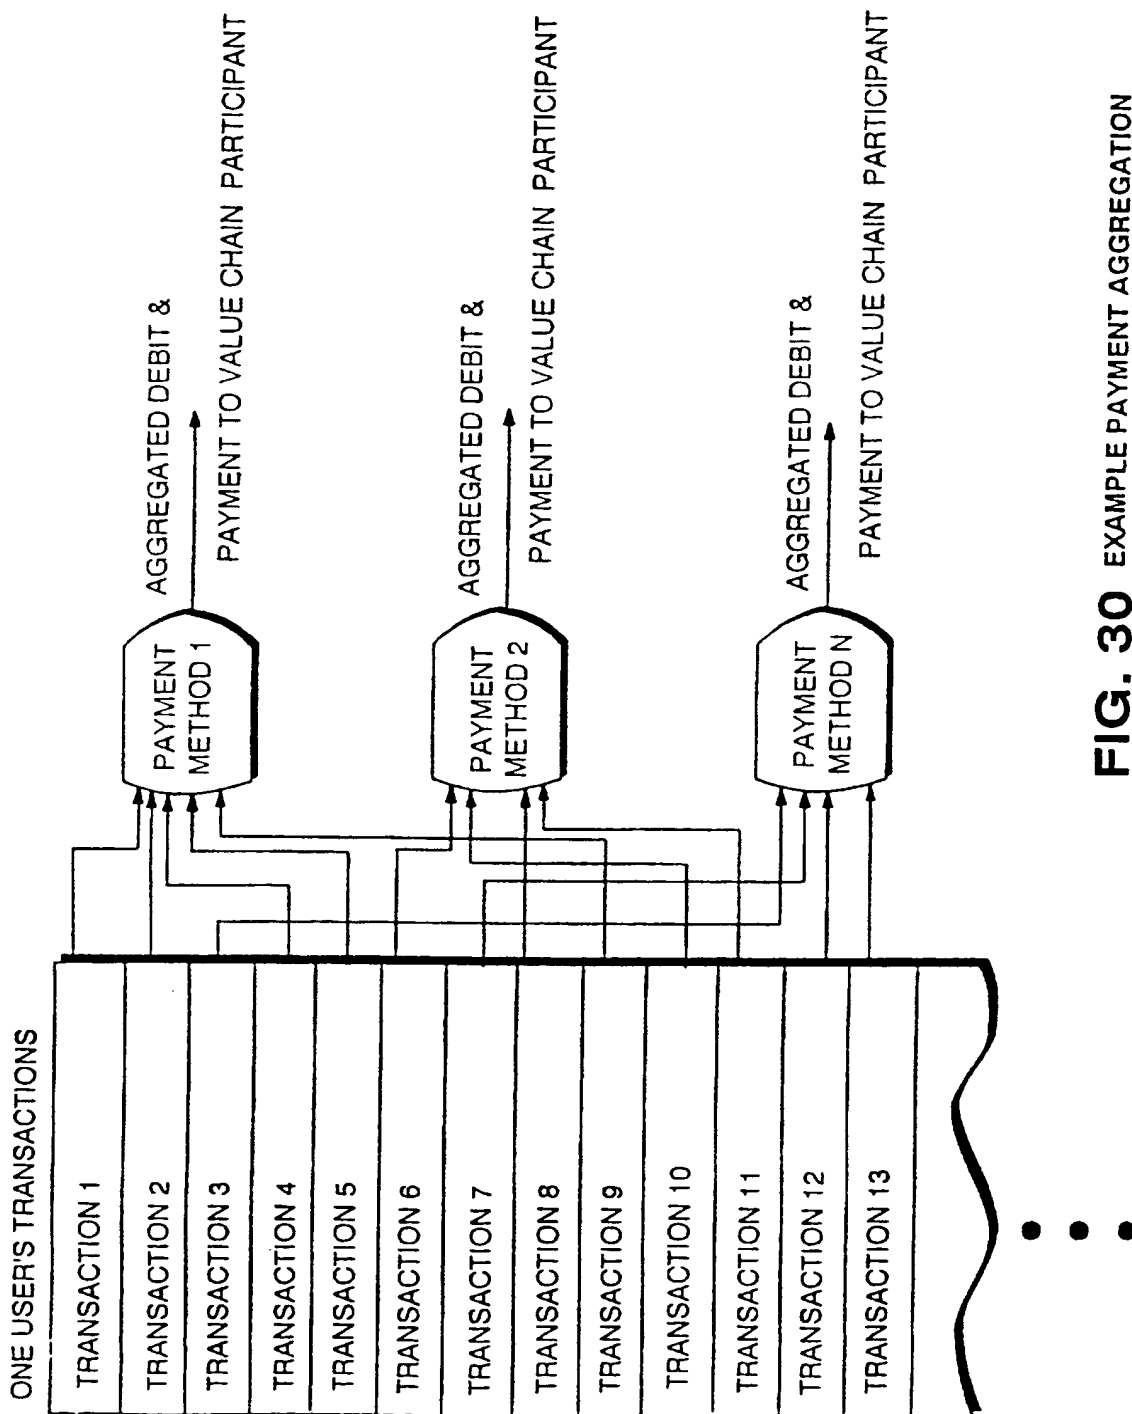 ONE USER'S TRANSACTIONS
TRANSACTION 1
TRANSACTION 2
TRANSACTION 3
TRANSACTION 4
TRANSACTION 5
TRANSACTION 6
TRANSACTION 7
TRANSACTION 8
TRANSACTION 9
TRANSACTION 10
TRANSACTION 11
TRANSACTION 12
TRANSACTION 13
PAYMENT
METHOD 1
AGGREGATED DEBIT &
PAYMENT TO VALUE CHAIN PARTICIPANT
PAYMENT
METHOD 2
AGGREGATED DEBIT &
PAYMENT TO VALUE CHAIN PARTICIPANT
PAYMENT
METHOD N
AGGREGATED DEBIT &
PAYMENT TO VALUE CHAIN PARTICIPANT
FIG. 30 EXAMPLE PAYMENT AGGREGATION